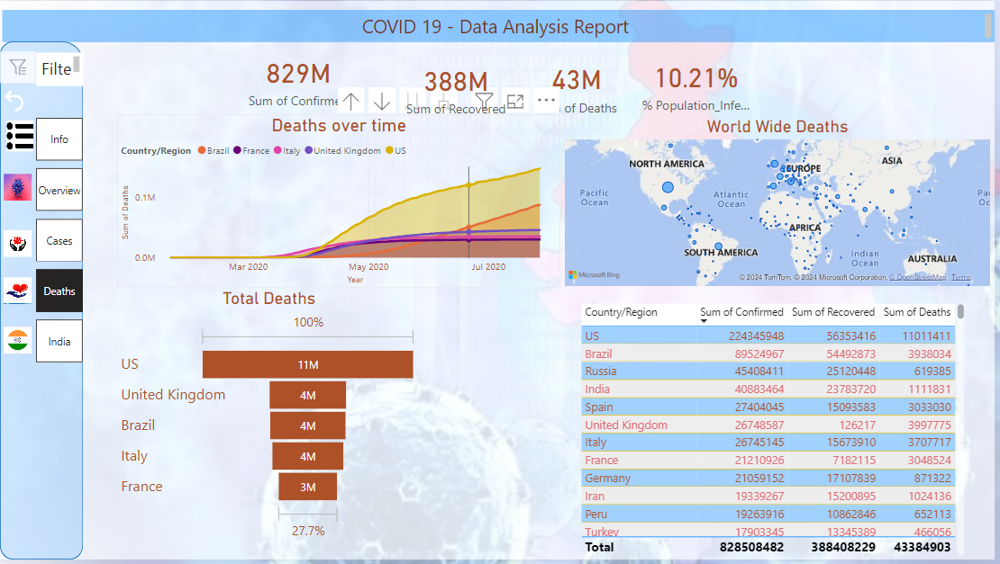 COVID 19 - Data Analysis Report
Filte
Info
Overview
Cases
Deaths
India
829M
Sum of Confirme
388M
Sum of Recovered
43M
of Deaths
10.21%
% Population_Infe...
Deaths over time
Country/Region Brazil France Italy United Kingdom US
Sum of Deaths
0.1M
0.0M
Mar 2020 May 2020 Jul 2020
Year
World Wide Deaths
NORTH AMERICA
EUROPE
ASIA
Pacific
Ocean
Atlantic
Ocean
Pa
Oc
AFRICA
SOUTH AMERICA
Indian
Ocean
AUSTRALIA
Microsoft Bing
© 2024 TomTom, © 2024 Microsoft Corporation, © OpenStreetMap Terms
Total Deaths
100%
US 11M
United Kingdom 4M
Brazil 4M
Italy 4M
France 3M
27.7%
Country/Region Sum of Confirmed Sum of Recovered Sum of Deaths
US 224345948 56353416 11011411
Brazil 89524967 54492873 3938034
Russia 45408411 25120448 619385
India 40883464 23783720 1111831
Spain 27404045 15093583 3033030
United Kingdom 26748587 126217 3997775
Italy 26745145 15673910 3707717
France 21210926 7182115 3048524
Germany 21059152 17107839 871322
Iran 19339267 15200895 1024136
Peru 19263916 10862846 652113
Turkey 17903345 13345389 466056
Total 828508482 388408229 43384903